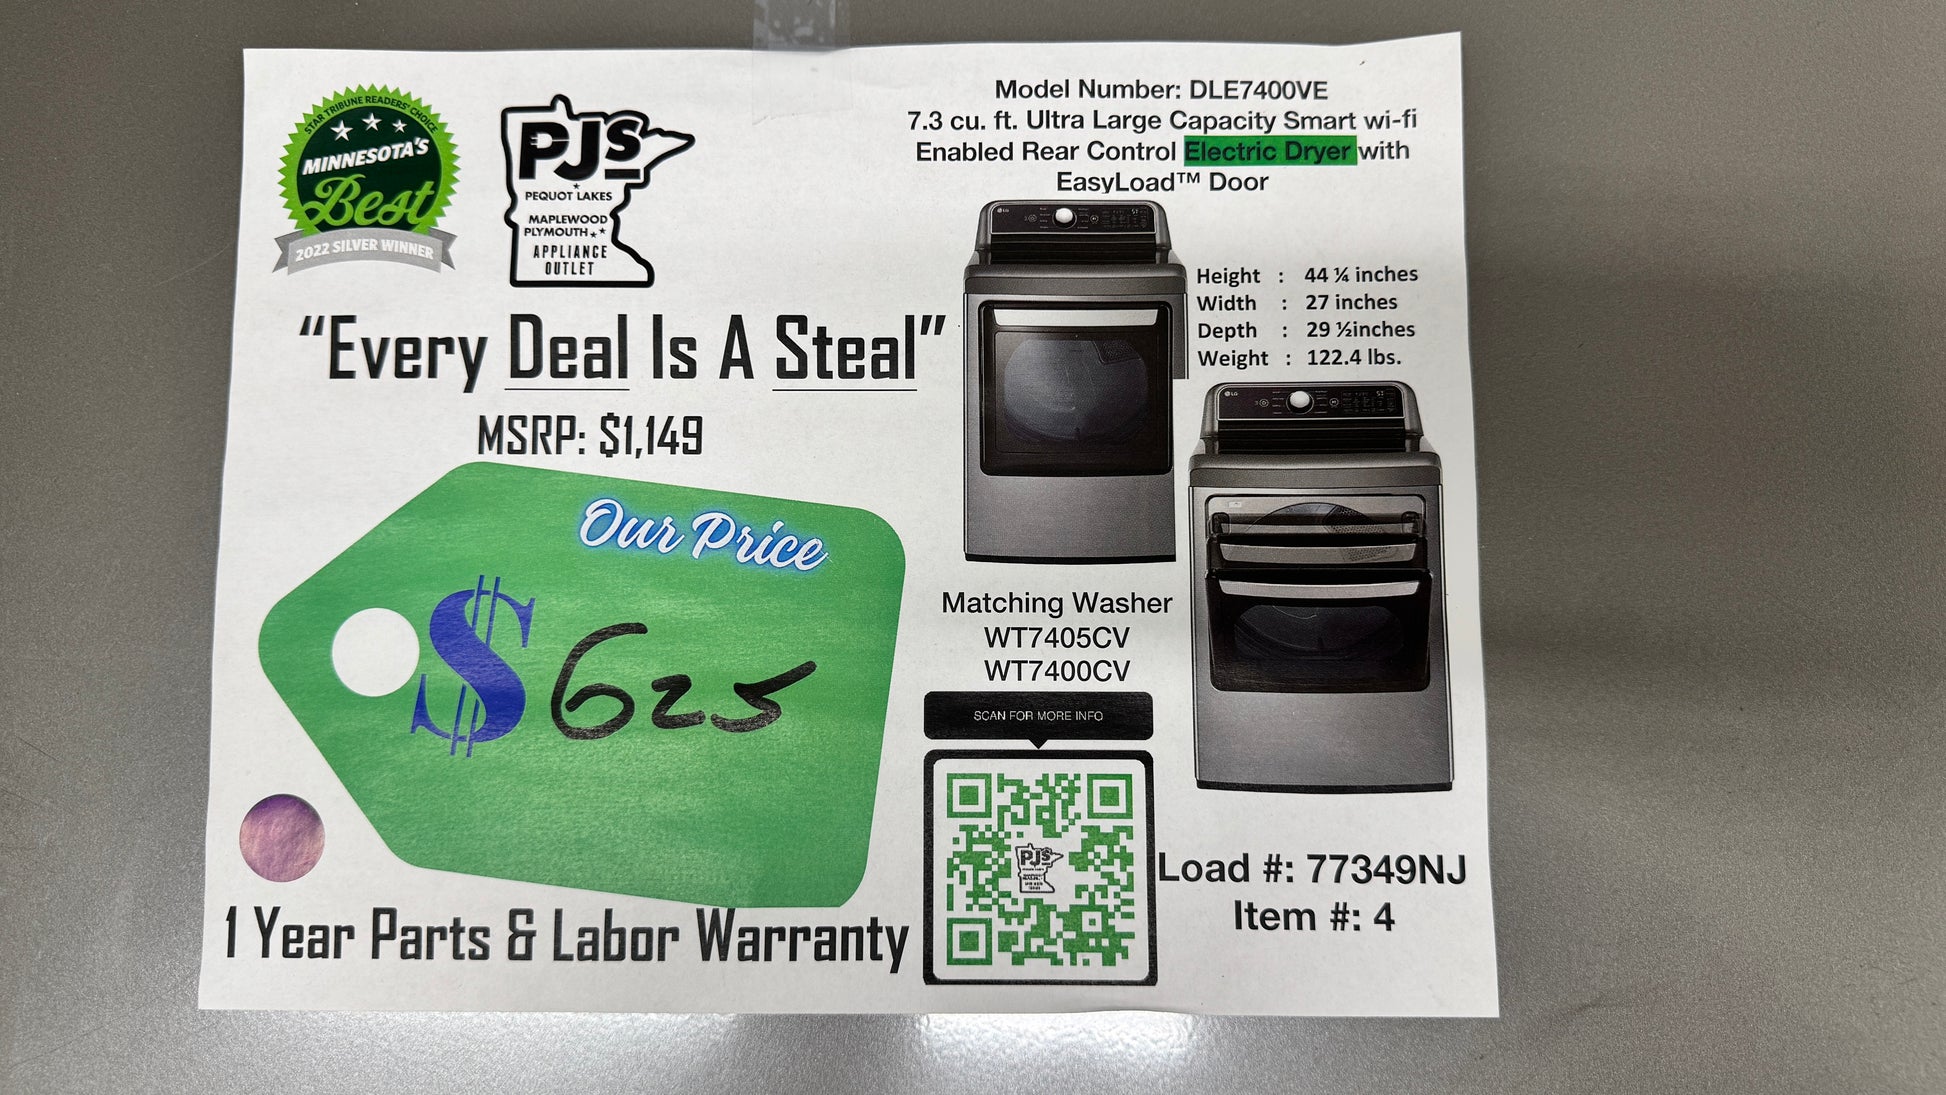 STAR TRIBUNE READERS' CHOICE
MINNESOTA'S
Best
2022 SILVER WINNER
PJS
PEQUOT LAKES
MAPLEWOOD
PLYMOUTH
APPLIANCE
OUTLET
Model Number: DLE7400VE
7.3 cu. ft. Ultra Large Capacity Smart wi-fi
Enabled Rear Control Electric Dryer with
EasyLoad™ Door
Height : 44 ¼ inches
Width : 27 inches
Depth : 29 ½inches
Weight : 122.4 lbs.
“Every Deal Is A Steal”
MSRP: $1,149
Our Price
$625
LG
LG
Matching Washer
WT7405CV
WT7400CV
SCAN FOR MORE INFO
PJS
Load #: 77349NJ
Item #: 4
1 Year Parts & Labor Warranty